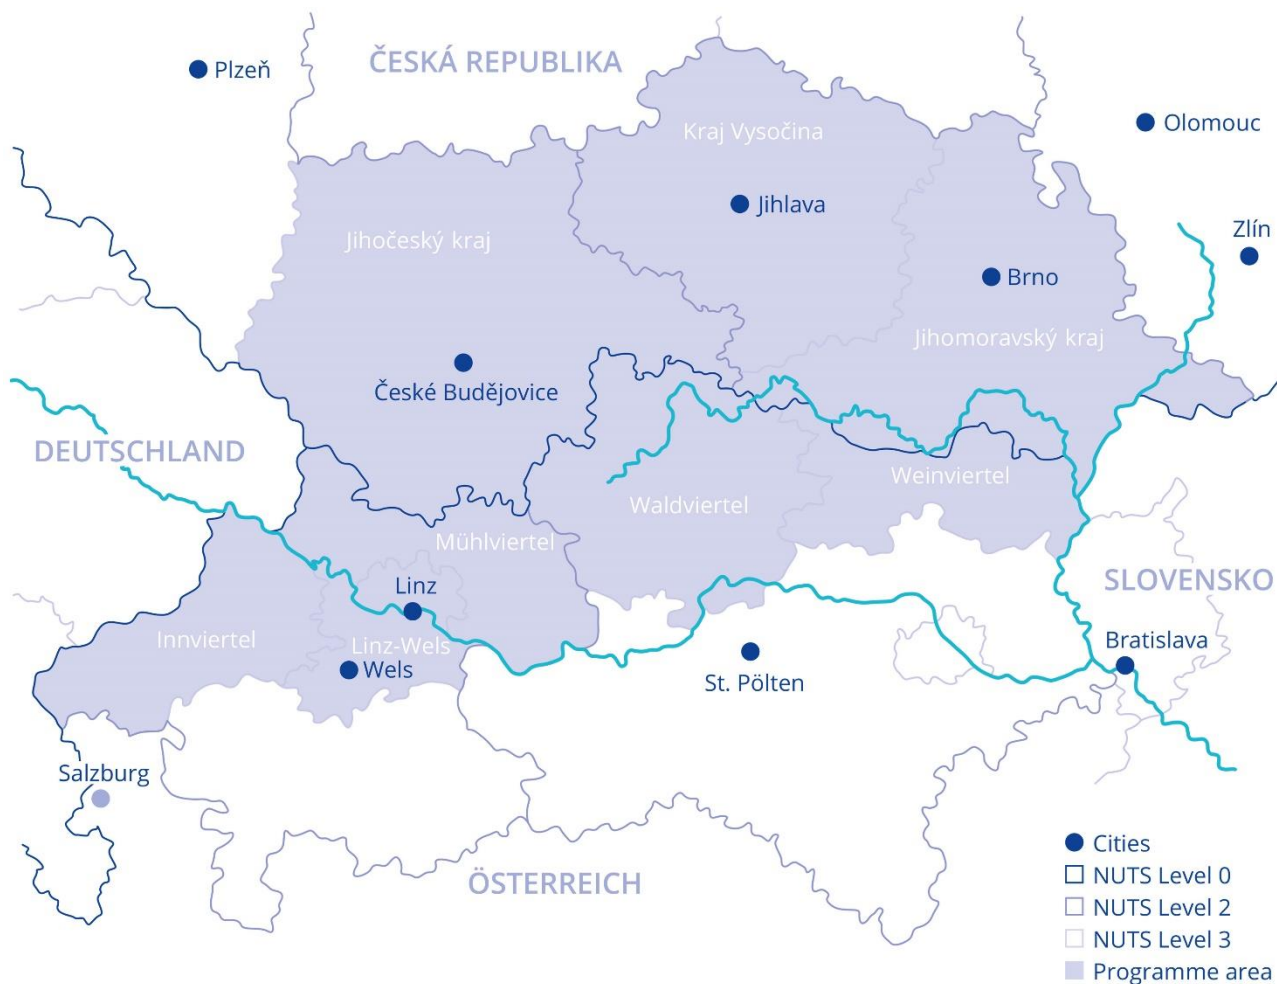 ČESKÁ REPUBLIKA
Plzeň
Olomouc
Kraj Vysočina
Jihlava
Zlín
Jihočeský kraj
Brno
Jihomoravský kraj
České Budějovice
DEUTSCHLAND
Weinviertel
Waldviertel
Mühlviertel
Linz
SLOVENSKO
Innviertel
Linz-Wels
Bratislava
Wels
St. Pölten
Salzburg
ÖSTERREICH
Cities
NUTS Level 0
NUTS Level 2
NUTS Level 3
Programme area